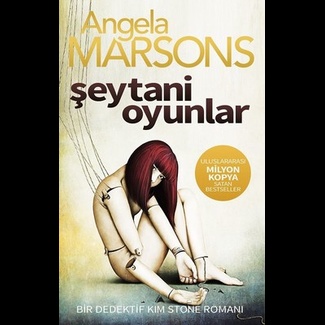 Angela
MARSONS
şeytani
oyunlar
ULUSLARARASI
MİLYON
KOPYA
SATAN
BESTSELLER
BİR DEDEKTİF KIM STONE ROMANI